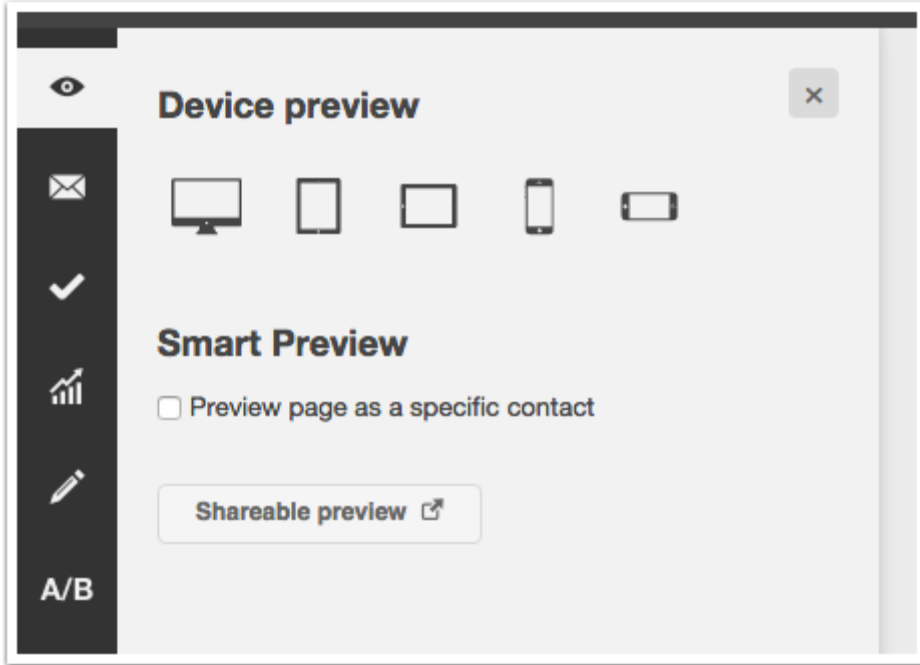 Device preview
Smart Preview
Preview page as a specific contact
Shareable preview
A/B